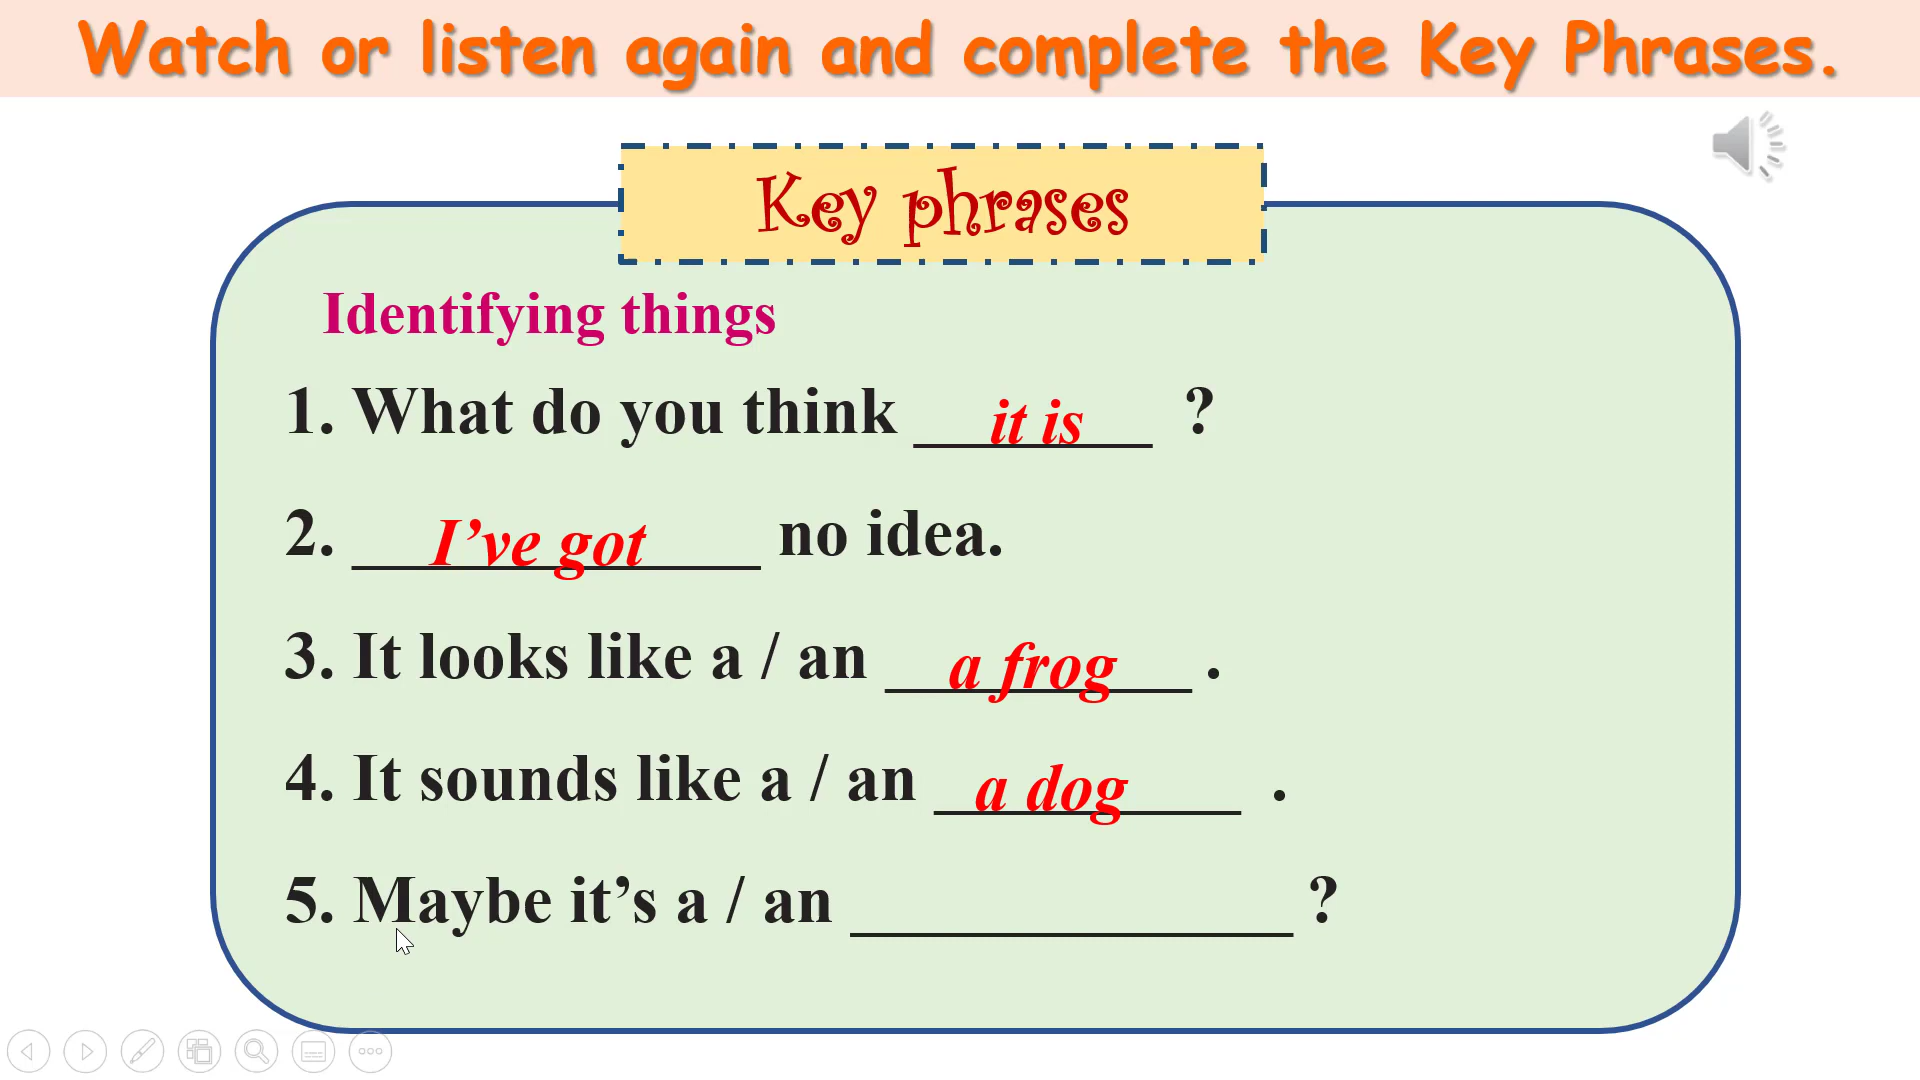 Watch or listen again and complete the Key Phrases.
Key phrases
Identifying things
1. What do you think it is ?
2. I’ve got no idea.
3. It looks like a / an a frog .
4. It sounds like a / an a dog .
5. Maybe it’s a / an ______________ ?